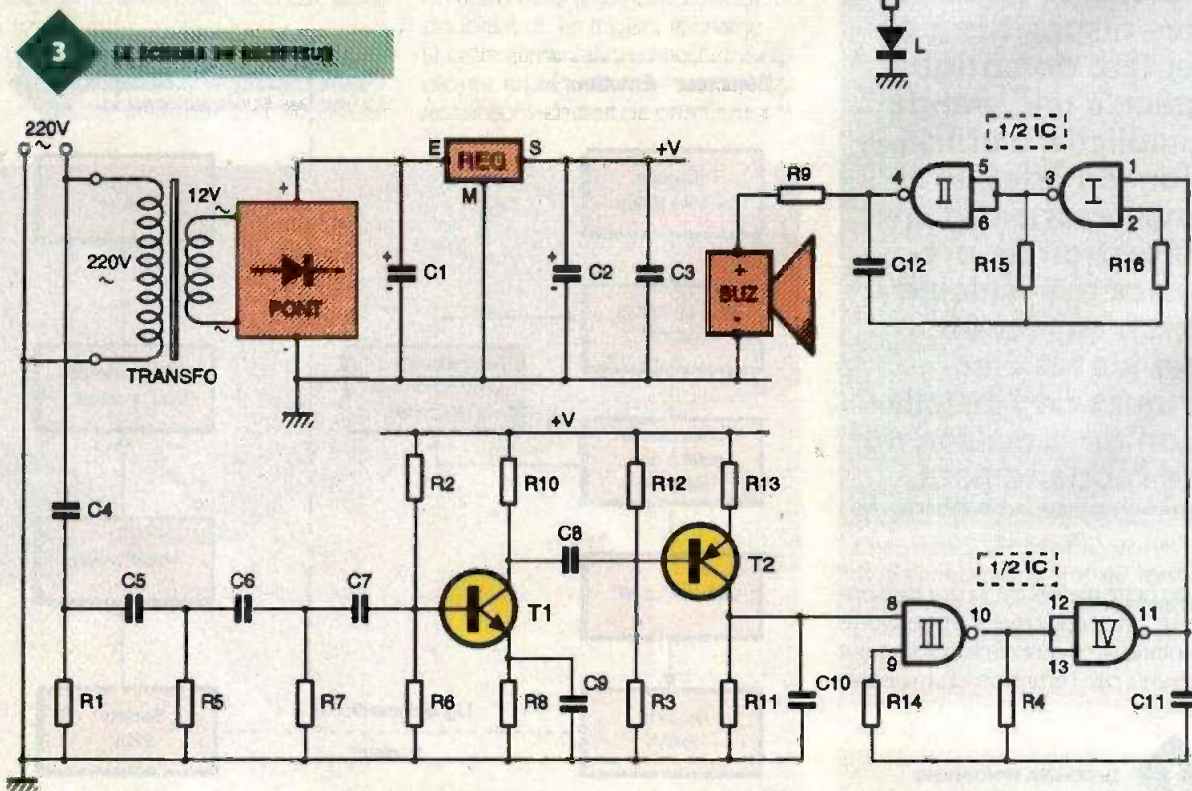 3 LE SCHEMA DU RECEPTEUR
L
220V
~
12V
~
220V
~
~
TRANSFO
+
-
PONT
+
-
C1
E REG S
M
+
-
C2
C3
+V
R9
+
BUZ
-
1/2 IC
4 II 5
6
3 I 1
2
C12
R15
R16
+V
C4
R2
R10
R12
R13
C8
T2
C5
C6
C7
T1
R1
R5
R7
R6
R8
C9
R3
R11
C10
1/2 IC
8 III 10
9
12 IV 11
13
R14
R4
C11